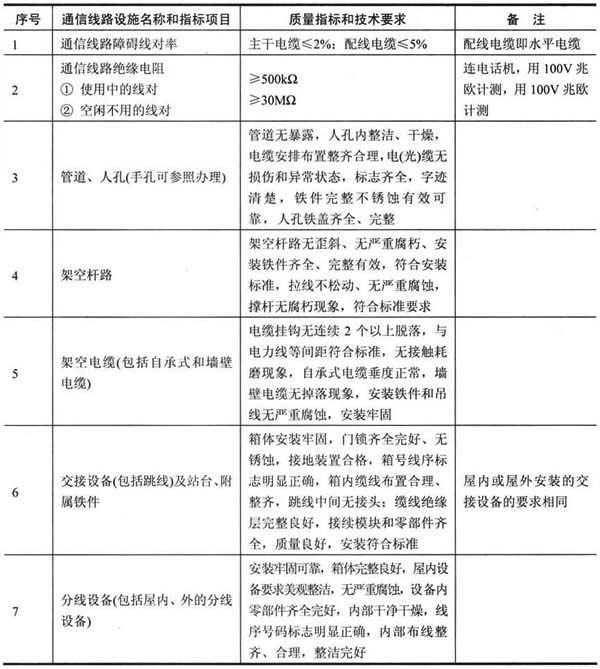 序号 通信线路设施名称和指标项目 质量指标和技术要求 备 注
1 通信线路障碍线对率 主干电缆≤2%；配线电缆≤5% 配线电缆即水平电缆
2
通信线路绝缘电阻
① 使用中的线对
② 空闲不用的线对
≥500kΩ
≥30MΩ
连电话机，用 100V 兆
欧计测，用 100V 兆欧
计测
3
管道、人孔(手孔可参照办理)
管道无暴露，人孔内整洁、干燥，
电缆安排布置整齐合理，电(光)缆无
损伤和异常状态，标志齐全，字迹
清楚，铁件完整不锈蚀有效可
靠，人孔铁盖齐全、完整
4
架空杆路
架空杆路无歪斜、无严重腐朽、
安装铁件齐全、完整有效，符合安装
标准，拉线不松动、无严重腐蚀，
撑杆无腐朽现象，符合标准要求
5
架空电缆(包括自承式和墙壁
电缆)
电缆挂钩无连续 2 个以上脱落，与
电力线等间距符合标准，无接触耗
磨现象，自承式电缆垂度正常，墙
壁电缆无掉落现象，安装铁件和吊
线无严重腐蚀，安装牢固
6
交接设备(包括跳线)及站台、附
属铁件
箱体安装牢固，门锁齐全完好、无
锈蚀，接地装置合格，箱号线序标
志明显正确，箱内缆线布置合理、
整齐，跳线中间无接头；缆线绝缘
层完整良好，接续模块和零部件齐
全，质量良好，安装符合标准
屋内或屋外安装的交
接设备的要求相同
7
分线设备(包括屋内、外的分线
设备)
安装牢固可靠，箱体完整良好，屋内设
备要求美观整洁，无严重腐蚀，设备内
零部件齐全完好，内部干净干燥，线
序号码标志明显正确，内部布线整
齐、合理，整洁完好